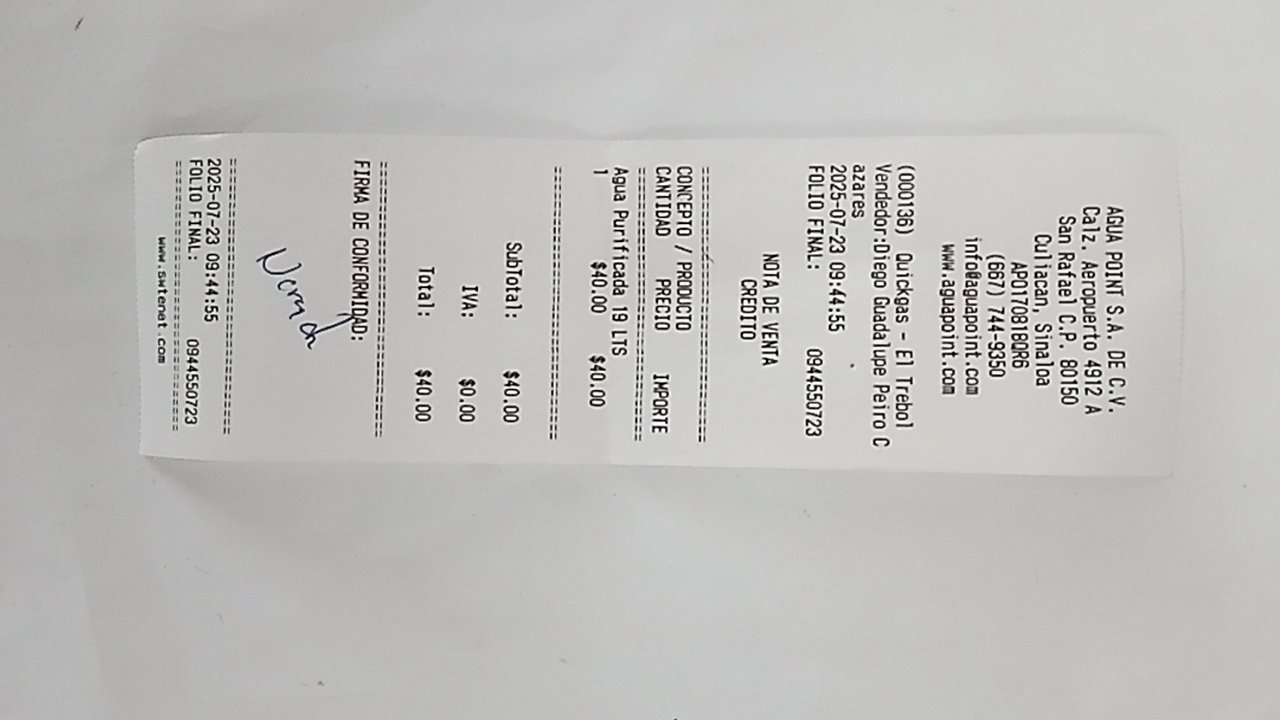 AGUA POINT S.A. DE C.V.
Calz. Aeropuerto 4912 A
San Rafael C.P. 80150
Culiacan, Sinaloa
APO170818QR6
(667) 744-9350
info@aguapoint.com
www.aguapoint.com
(000136) Quickgas - El Trebol
Vendedor:Diego Guadalupe Peiro C
azares
2025-07-23 09:44:55
FOLIO FINAL: 0944550723
NOTA DE VENTA
CREDITO
================================
CONCEPTO / PRODUCTO
CANTIDAD PRECIO IMPORTE
================================
Agua Purificada 19 LTS
1 $40.00 $40.00
================================
SubTotal: $40.00
IVA: $0.00
Total: $40.00
================================
FIRMA DE CONFORMIDAD:
================================
2025-07-23 09:44:55
FOLIO FINAL: 0944550723
================================
www.swtenet.com